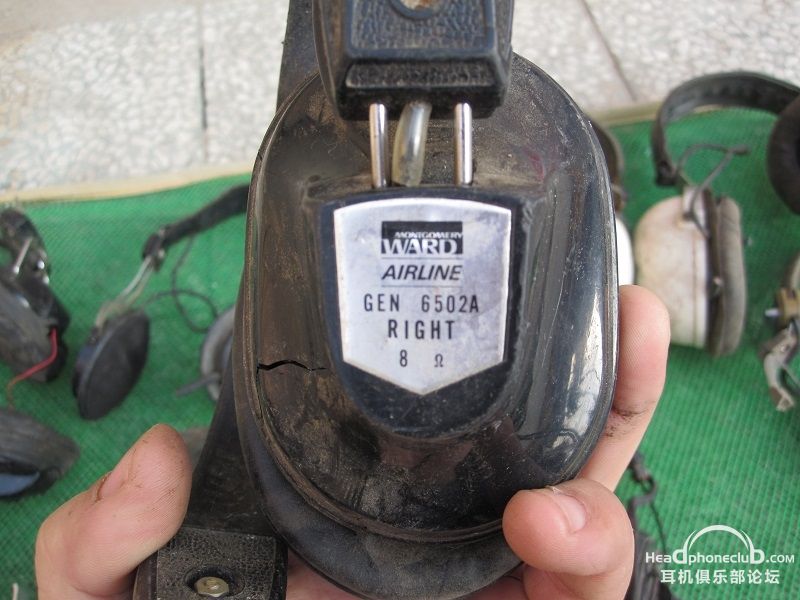 MONTGOMERY
WARD
AIRLINE
GEN 6502A
RIGHT
8 Ω
Headphoneclub.com
耳机俱乐部论坛